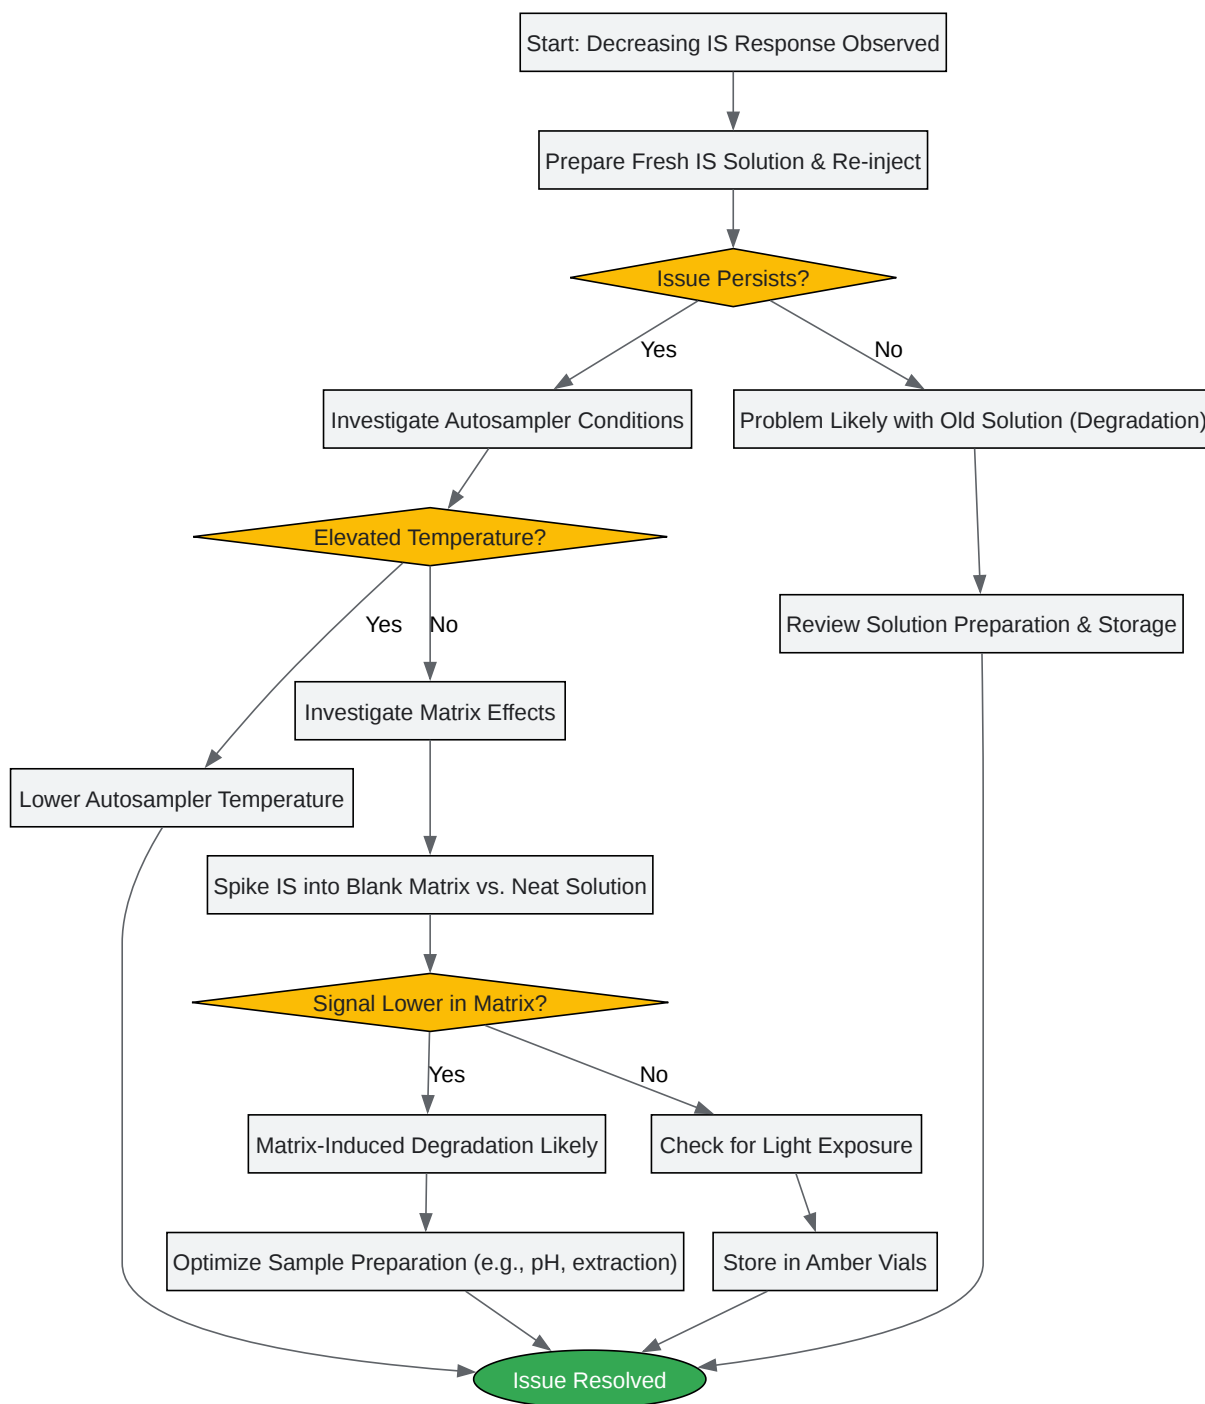 Start: Decreasing IS Response Observed
Prepare Fresh IS Solution & Re-inject
Issue Persists?
Yes
No
Investigate Autosampler Conditions
Problem Likely with Old Solution (Degradation)
Elevated Temperature?
Yes
No
Review Solution Preparation & Storage
Investigate Matrix Effects
Lower Autosampler Temperature
Spike IS into Blank Matrix vs. Neat Solution
Signal Lower in Matrix?
Yes
No
Matrix-Induced Degradation Likely
Check for Light Exposure
Optimize Sample Preparation (e.g., pH, extraction)
Store in Amber Vials
Issue Resolved